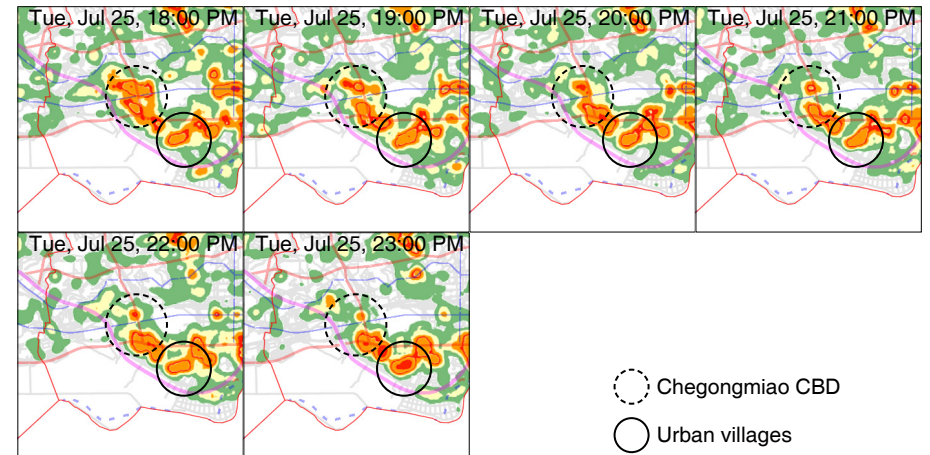 Tue, Jul 25, 18:00 PM
Tue, Jul 25, 19:00 PM
Tue, Jul 25, 20:00 PM
Tue, Jul 25, 21:00 PM
Tue, Jul 25, 22:00 PM
Tue, Jul 25, 23:00 PM
Chegongmiao CBD
Urban villages